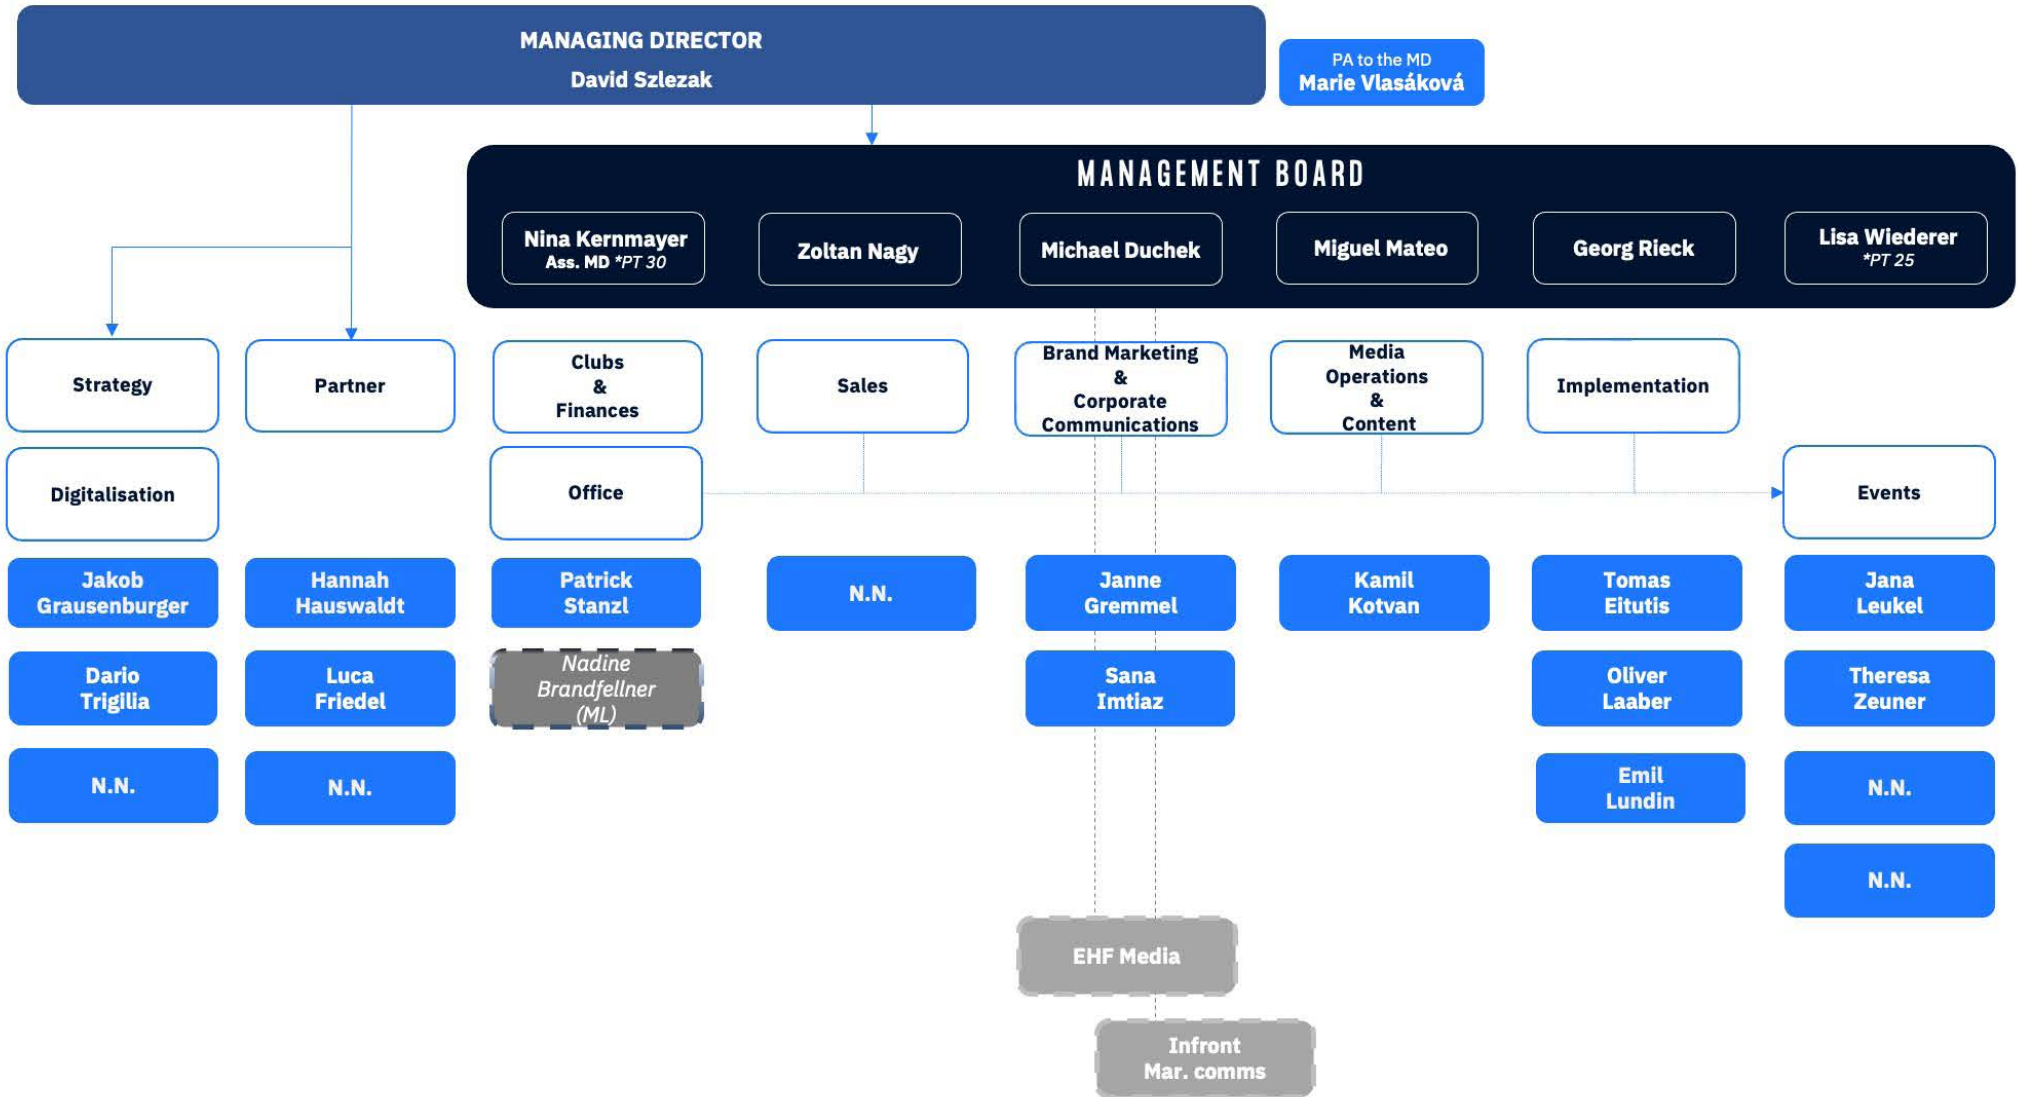 MANAGING DIRECTOR
David Szlezak
PA to the MD
Marie Vlasáková
MANAGEMENT BOARD
Nina Kernmayer
Ass. MD *PT 30
Zoltan Nagy
Michael Duchek
Miguel Mateo
Georg Rieck
Lisa Wiederer
*PT 25
Strategy
Partner
Clubs
&
Finances
Sales
Brand Marketing
&
Corporate
Communications
Media
Operations
&
Content
Implementation
Digitalisation
Office
Events
Jakob
Grausenburger
Hannah
Hauswaldt
Patrick
Stanzl
N.N.
Janne
Gremmel
Kamil
Kotvan
Tomas
Eitutis
Jana
Leukel
Dario
Trigilia
Luca
Friedel
Nadine
Brandfellner
(ML)
Sana
Imtiaz
Oliver
Laaber
Theresa
Zeuner
N.N.
N.N.
Emil
Lundin
N.N.
N.N.
EHF Media
Infront
Mar. comms